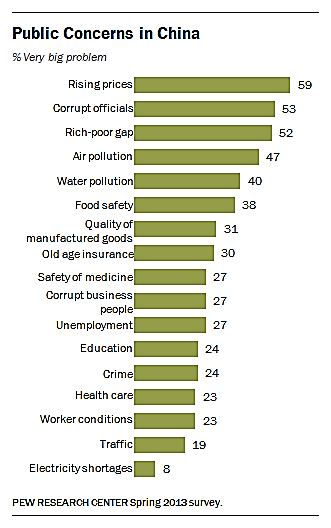 Public Concerns in China
% Very big problem
Rising prices 59
Corrupt officials 53
Rich-poor gap 52
Air pollution 47
Water pollution 40
Food safety 38
Quality of
manufactured goods 31
Old age insurance 30
Safety of medicine 27
Corrupt business
people 27
Unemployment 27
Education 24
Crime 24
Health care 23
Worker conditions 23
Traffic 19
Electricity shortages 8
PEW RESEARCH CENTER Spring 2013 survey.